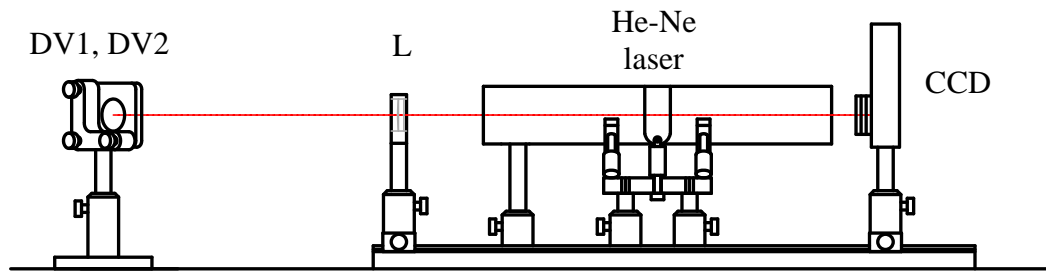 DV1, DV2
L
He-Ne
laser
CCD